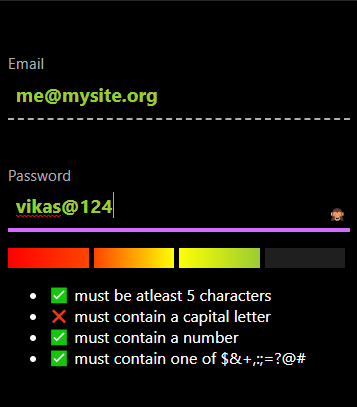 Email
me@mysite.org
Password
vikas@124
must be atleast 5 characters
must contain a capital letter
must contain a number
must contain one of $&+,:;=?@#